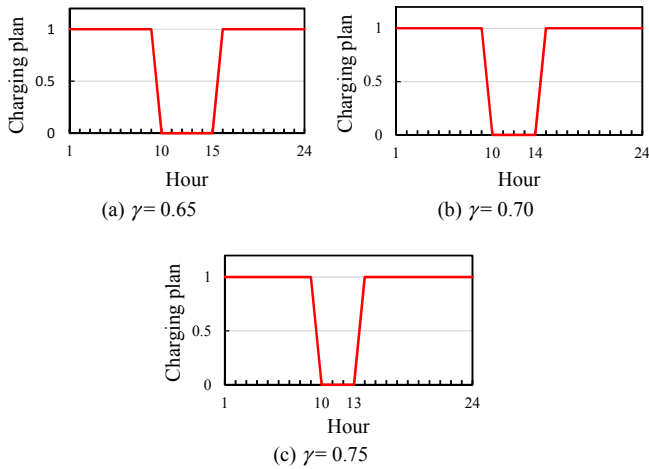 Charging plan
1
0.5
0
1
10
15
24
Hour
(a) γ = 0.65
Charging plan
1
0.5
0
1
10
14
24
Hour
(b) γ = 0.70
Charging plan
1
0.5
0
1
10
13
24
Hour
(c) γ = 0.75